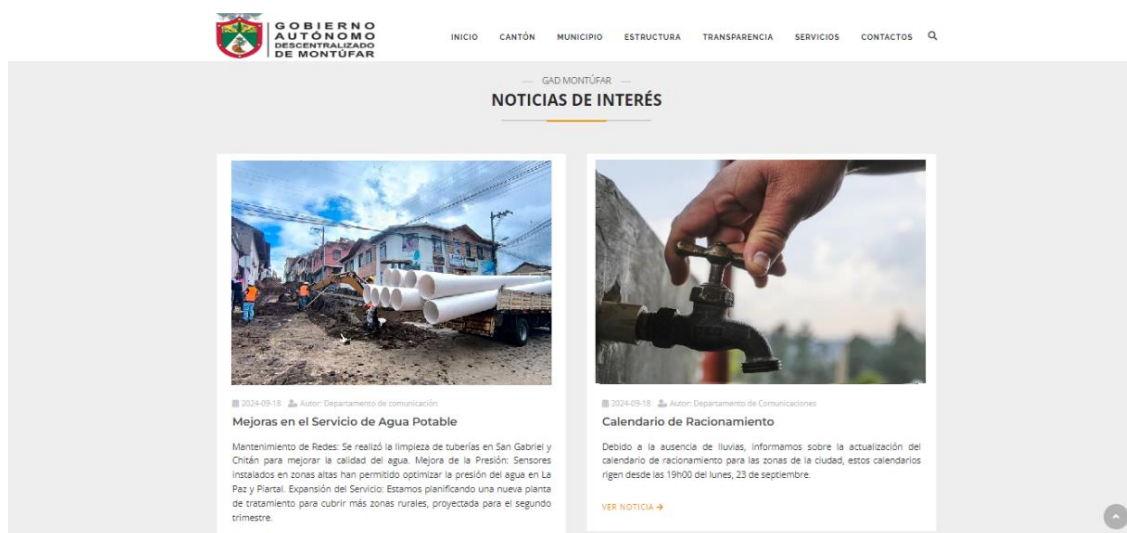 GOBIERNO
AUTÓNOMO
DESCENTRALIZADO
DE MONTÚFAR
INICIO CANTÓN MUNICIPIO ESTRUCTURA TRANSPARENCIA SERVICIOS CONTACTOS
GAD MONTÚFAR
NOTICIAS DE INTERÉS
2024-09-18 Autor: Departamento de comunicación
Mejoras en el Servicio de Agua Potable
Mantenimiento de Redes: Se realizó la limpieza de tuberías en San Gabriel y
Chitán para mejorar la calidad del agua. Mejora de la Presión: Sensores
instalados en zonas altas han permitido optimizar la presión del agua en La
Paz y Piartal. Expansión del Servicio: Estamos planificando una nueva planta
de tratamiento para cubrir más zonas rurales, proyectada para el segundo
trimestre.
2024-09-18 Autor: Departamento de Comunicaciones
Calendario de Racionamiento
Debido a la ausencia de lluvias, informamos sobre la actualización del
calendario de racionamiento para las zonas de la ciudad, estos calendarios
rigen desde las 19h00 del lunes, 23 de septiembre.
VER NOTICIA →